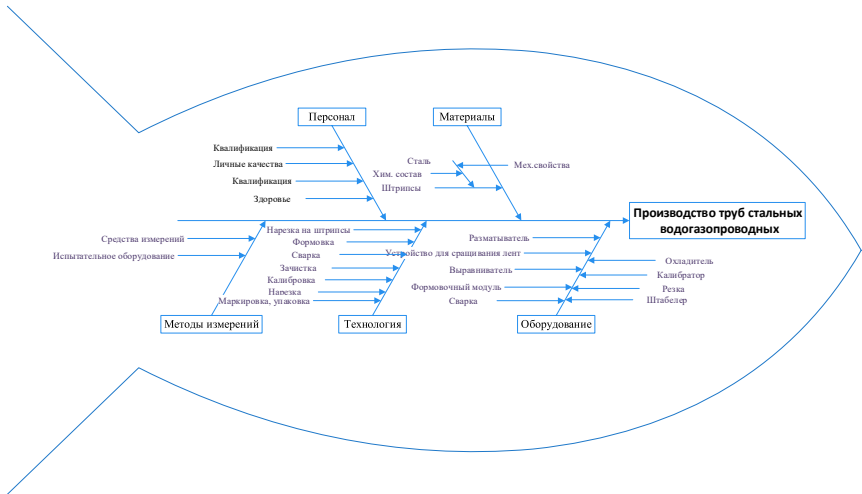 Персонал
Материалы
Квалификация
Личные качества
Квалификация
Здоровье
Сталь
Мех.свойства
Хим. состав
Штрипсы
Производство труб стальных
водогазопроводных
Средства измерений
Испытательное оборудование
Нарезка на штрипсы
Формовка
Сварка
Зачистка
Калибровка
Нарезка
Маркировка, упаковка
Разматыватель
Устройство для сращивания лент
Выравниватель
Формовочный модуль
Сварка
Охладитель
Калибратор
Резка
Штабелер
Методы измерений
Технология
Оборудование